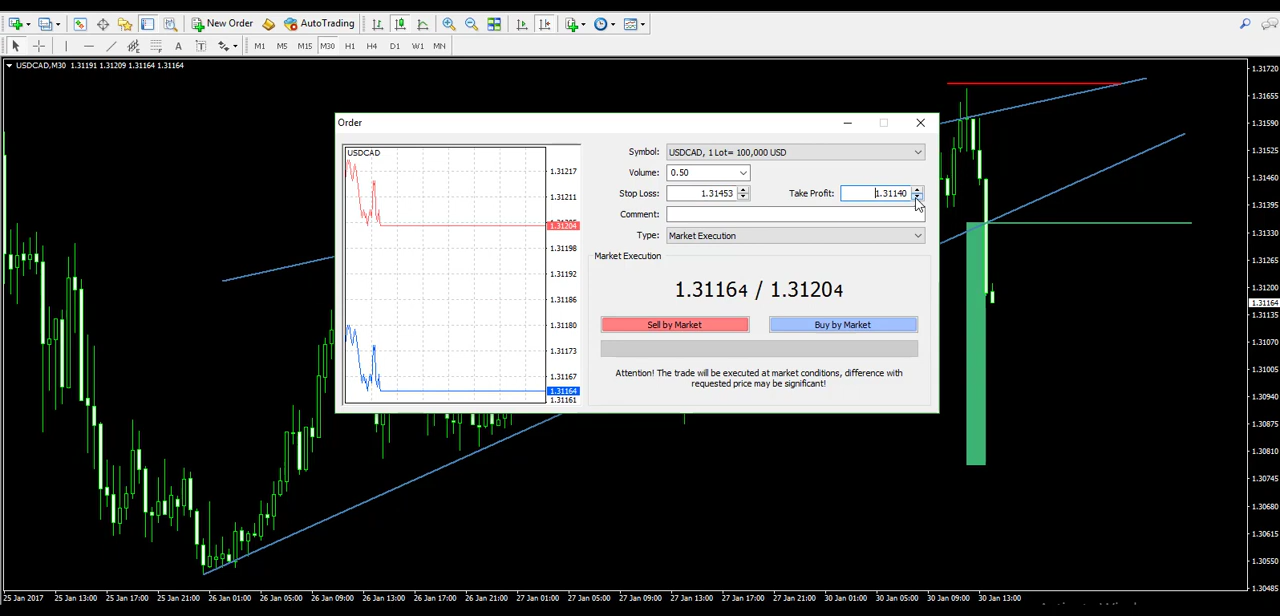 New Order AutoTrading
A T M1 M5 M15 M30 H1 H4 D1 W1 MN
USDCAD,M30 1.31191 1.31209 1.31164 1.31164
Order
USDCAD
1.31217
1.31211
1.31204
1.31198
1.31192
1.31186
1.31180
1.31173
1.31167
1.31164
1.31161
Symbol: USDCAD, 1 Lot= 100,000 USD
Volume: 0.50
Stop Loss: 1.31453 Take Profit: 1.31140
Comment:
Type: Market Execution
Market Execution
1.31164 / 1.31204
Sell by Market Buy by Market
Attention! The trade will be executed at market conditions, difference with
requested price may be significant!
1.31720
1.31655
1.31590
1.31525
1.31460
1.31395
1.31330
1.31265
1.31200
1.31164
1.31135
1.31070
1.31005
1.30940
1.30875
1.30810
1.30745
1.30680
1.30615
1.30550
1.30485
25 Jan 2017 25 Jan 13:00 25 Jan 17:00 25 Jan 21:00 26 Jan 01:00 26 Jan 05:00 26 Jan 09:00 26 Jan 13:00 26 Jan 17:00 26 Jan 21:00 27 Jan 01:00 27 Jan 05:00 27 Jan 09:00 27 Jan 13:00 27 Jan 17:00 27 Jan 21:00 30 Jan 01:00 30 Jan 05:00 30 Jan 09:00 30 Jan 13:00